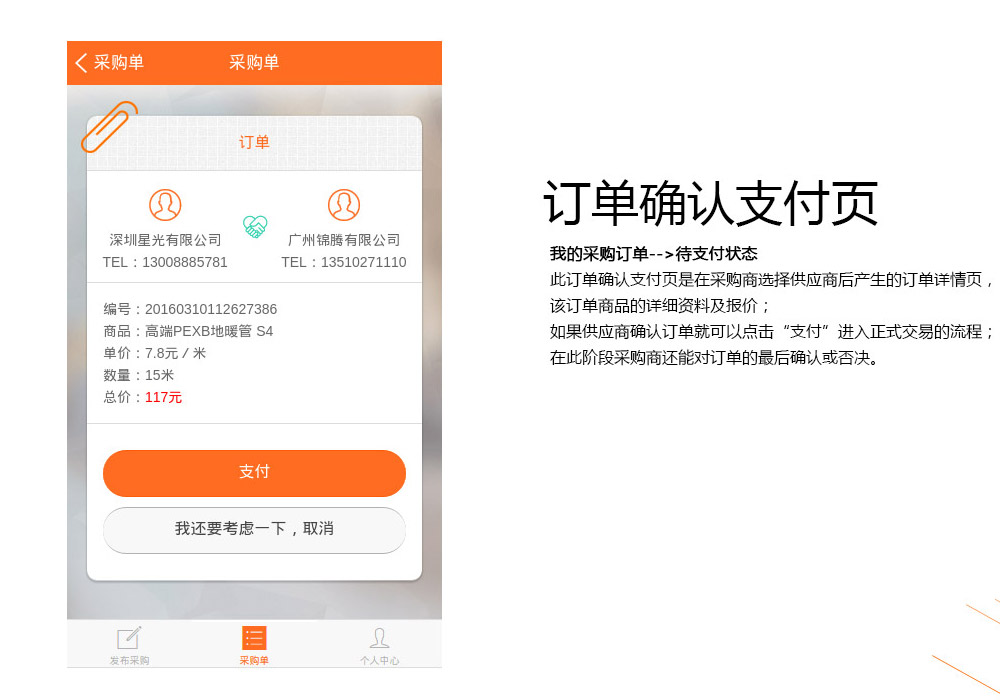 采购单
采购单
订单
深圳星光有限公司
TEL：13008885781
广州锦腾有限公司
TEL：13510271110
编号：20160310112627386
商品：高端PEXB地暖管 S4
单价：7.8元 / 米
数量：15米
总价：117元
支付
我还要考虑一下，取消
发布采购
采购单
个人中心
订单确认支付页
我的采购订单-->待支付状态
此订单确认支付页是在采购商选择供应商后产生的订单详情页，
该订单商品的详细资料及报价；
如果供应商确认订单就可以点击“支付”进入正式交易的流程；
在此阶段采购商还能对订单的最后确认或否决。